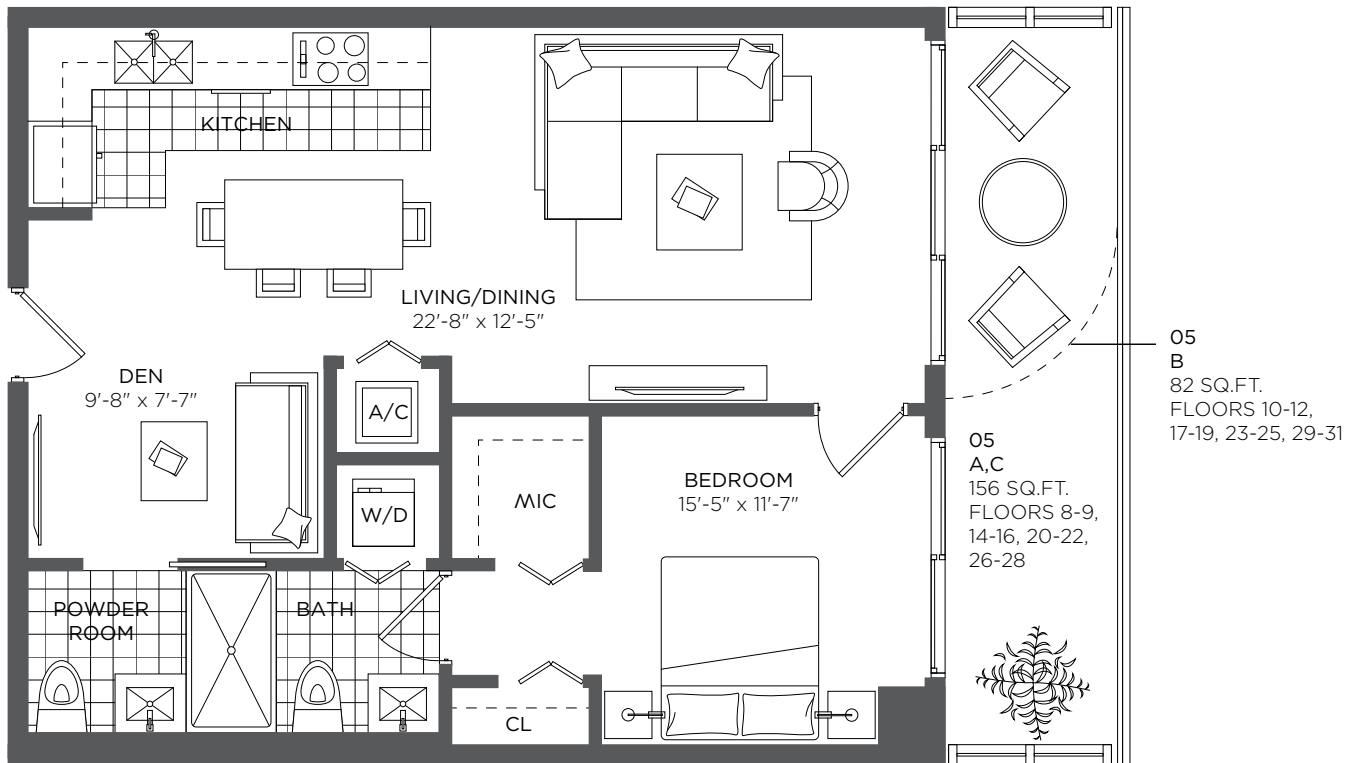 KITCHEN
LIVING/DINING
22'-8" x 12'-5"
DEN
9'-8" x 7'-7"
A/C
W/D
MIC
BEDROOM
15'-5" x 11'-7"
POWDER
ROOM
BATH
CL
05
A,C
156 SQ.FT.
FLOORS 8-9,
14-16, 20-22,
26-28
05
B
82 SQ.FT.
FLOORS 10-12,
17-19, 23-25, 29-31